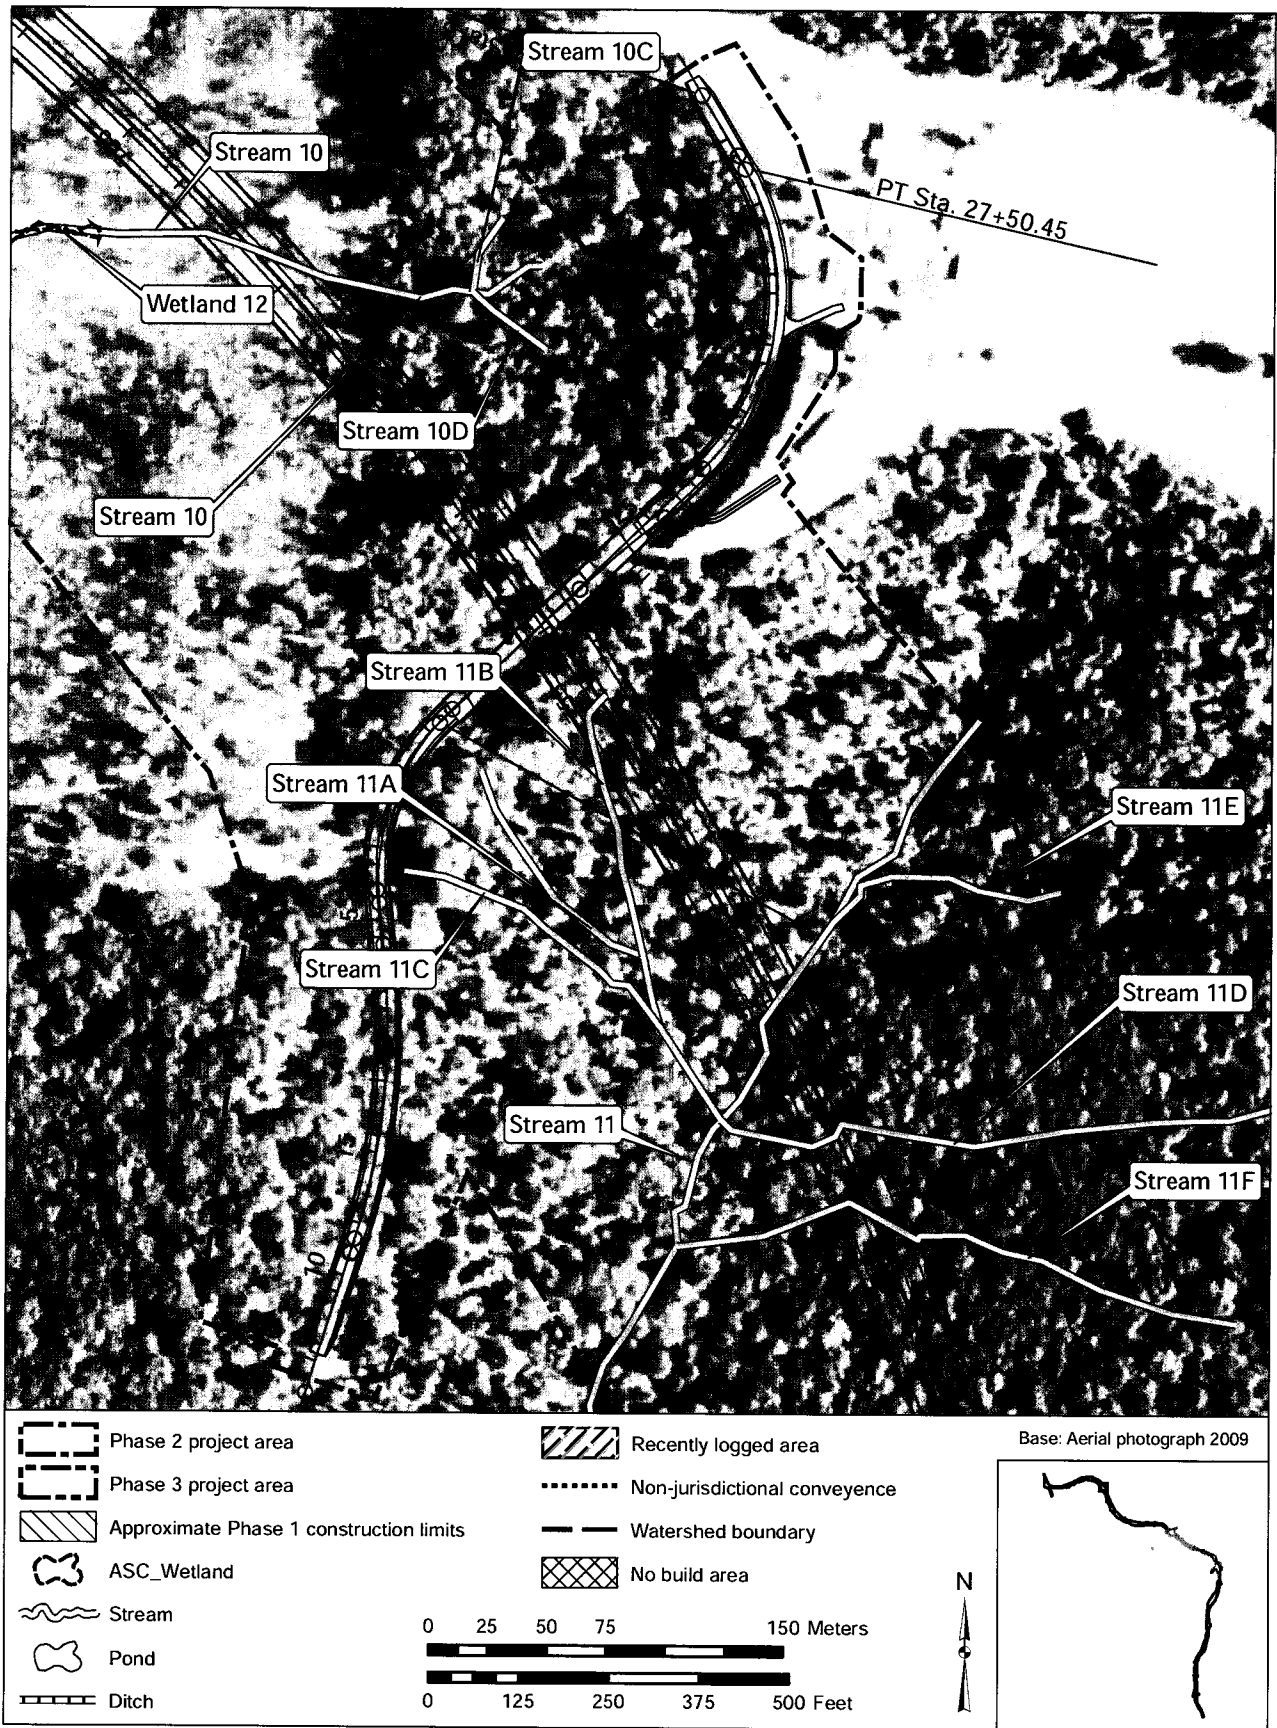 Stream 10C
Stream 10
PT Sta. 27+50.45
Wetland 12
Stream 10D
Stream 10
Stream 11B
Stream 11A
Stream 11E
5
Stream 11C
Stream 11D
Stream 11
15
Stream 11F
10
Phase 2 project area
Phase 3 project area
Approximate Phase 1 construction limits
ASC_Wetland
Stream
Pond
Ditch
Recently logged area
Non-jurisdictional conveyence
Watershed boundary
No build area
0 25 50 75 150 Meters
0 125 250 375 500 Feet
N
Base: Aerial photograph 2009